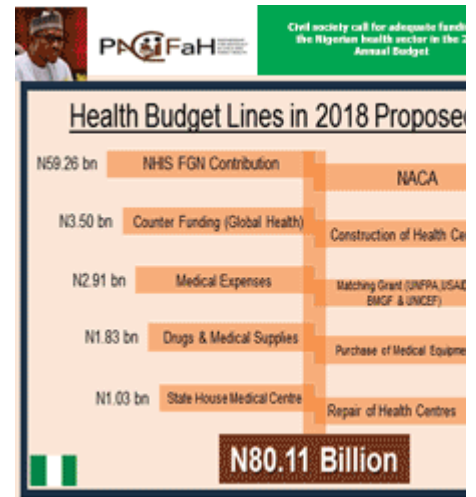 PACFaH
Civil society call for adequate fundin
the Nigerian health sector in the 2
Annual Budget
Health Budget Lines in 2018 Proposed
N59.26 bn
NHIS FGN Contribution
NACA
N3.50 bn
Counter Funding (Global Health)
Construction of Health Cen
N2.91 bn
Medical Expenses
Matching Grant (UNFPA,USAID
BMGF & UNICEF)
N1.83 bn
Drugs & Medical Supplies
Purchase of Medical Equipme
N1.03 bn
State House Medical Centre
Repair of Health Centres
N80.11 Billion